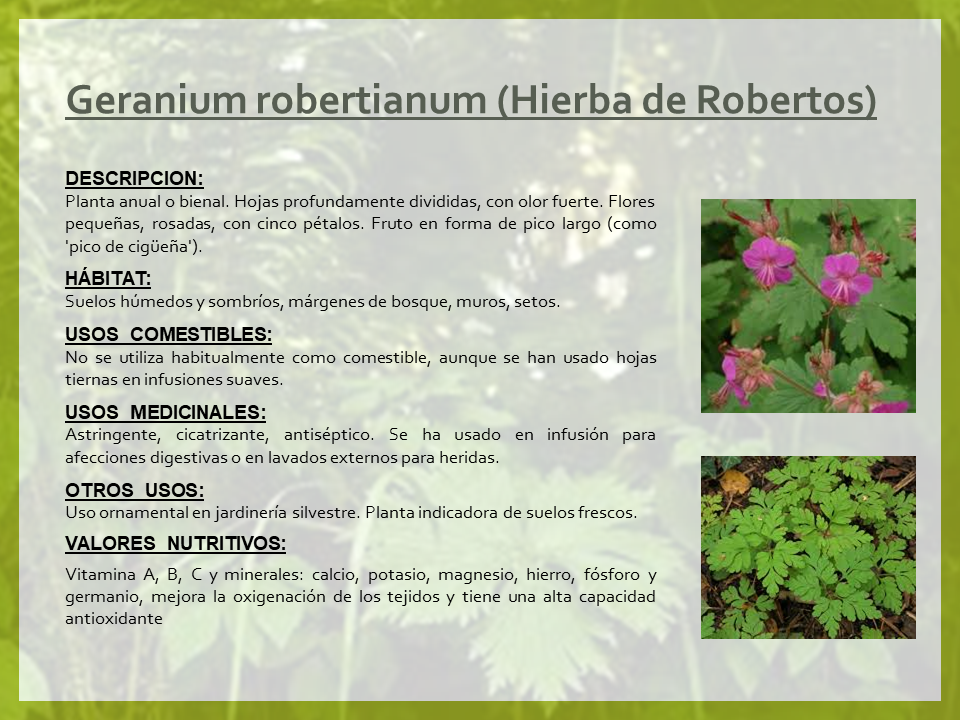 Geranium robertianum (Hierba de Robertos)
DESCRIPCION:
Planta anual o bienal. Hojas profundamente divididas, con olor fuerte. Flores
pequeñas, rosadas, con cinco pétalos. Fruto en forma de pico largo (como
'pico de cigüeña').
HÁBITAT:
Suelos húmedos y sombríos, márgenes de bosque, muros, setos.
USOS COMESTIBLES:
No se utiliza habitualmente como comestible, aunque se han usado hojas
tiernas en infusiones suaves.
USOS MEDICINALES:
Astringente, cicatrizante, antiséptico. Se ha usado en infusión para
afecciones digestivas o en lavados externos para heridas.
OTROS USOS:
Uso ornamental en jardinería silvestre. Planta indicadora de suelos frescos.
VALORES NUTRITIVOS:
Vitamina A, B, C y minerales: calcio, potasio, magnesio, hierro, fósforo y
germanio, mejora la oxigenación de los tejidos y tiene una alta capacidad
antioxidante